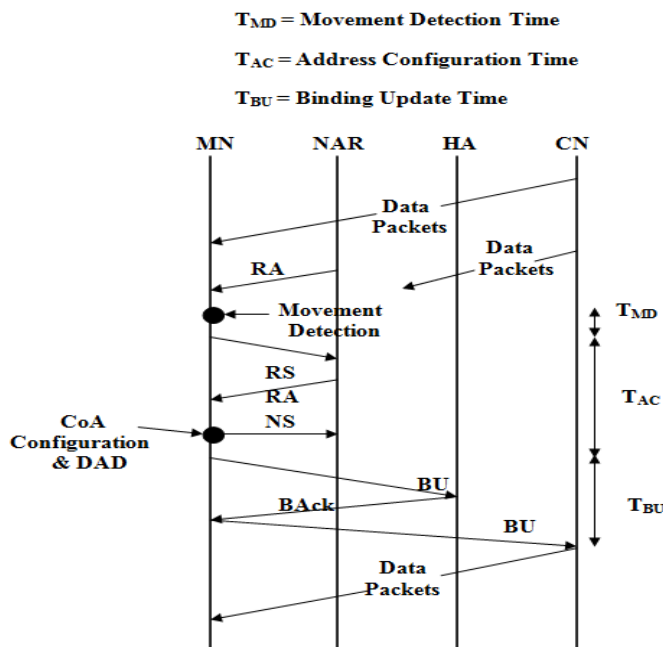 TMD = Movement Detection Time
TAC = Address Configuration Time
TBU = Binding Update Time
MN NAR HA CN
Data
Packets
Data
Packets
RA
Movement
Detection
TMD
RS
RA
TAC
NS
CoA
Configuration
& DAD
BU
BAck
TBU
BU
Data
Packets